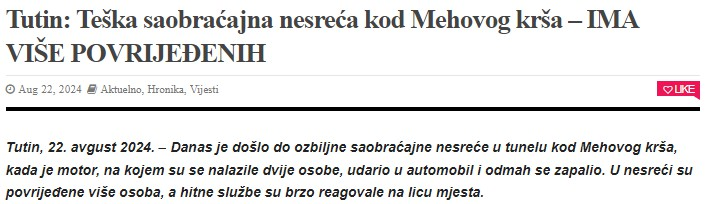 Tutin: Teška saobraćajna nesreća kod Mehovog krša – IMA
VIŠE POVRIJEĐENIH
Aug 22, 2024 Aktuelno, Hronika, Vijesti
LIKE
Tutin, 22. avgust 2024. – Danas je došlo do ozbiljne saobraćajne nesreće u tunelu kod Mehovog krša,
kada je motor, na kojem su se nalazile dvije osobe, udario u automobil i odmah se zapalio. U nesreći su
povrijeđene više osoba, a hitne službe su brzo reagovale na licu mjesta.